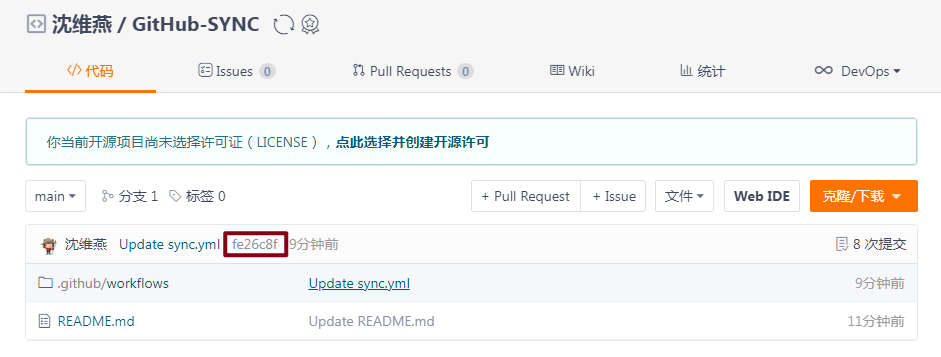 沈维燕 / GitHub-SYNC
代码 Issues 0 Pull Requests 0 Wiki 统计 DevOps
你当前开源项目尚未选择许可证（LICENSE），点此选择并创建开源许可
main 分支 1 标签 0 + Pull Request + Issue 文件 Web IDE 克隆/下载
沈维燕 Update sync.yml fe26c8f 9分钟前 8 次提交
.github/workflows Update sync.yml 9分钟前
README.md Update README.md 11分钟前